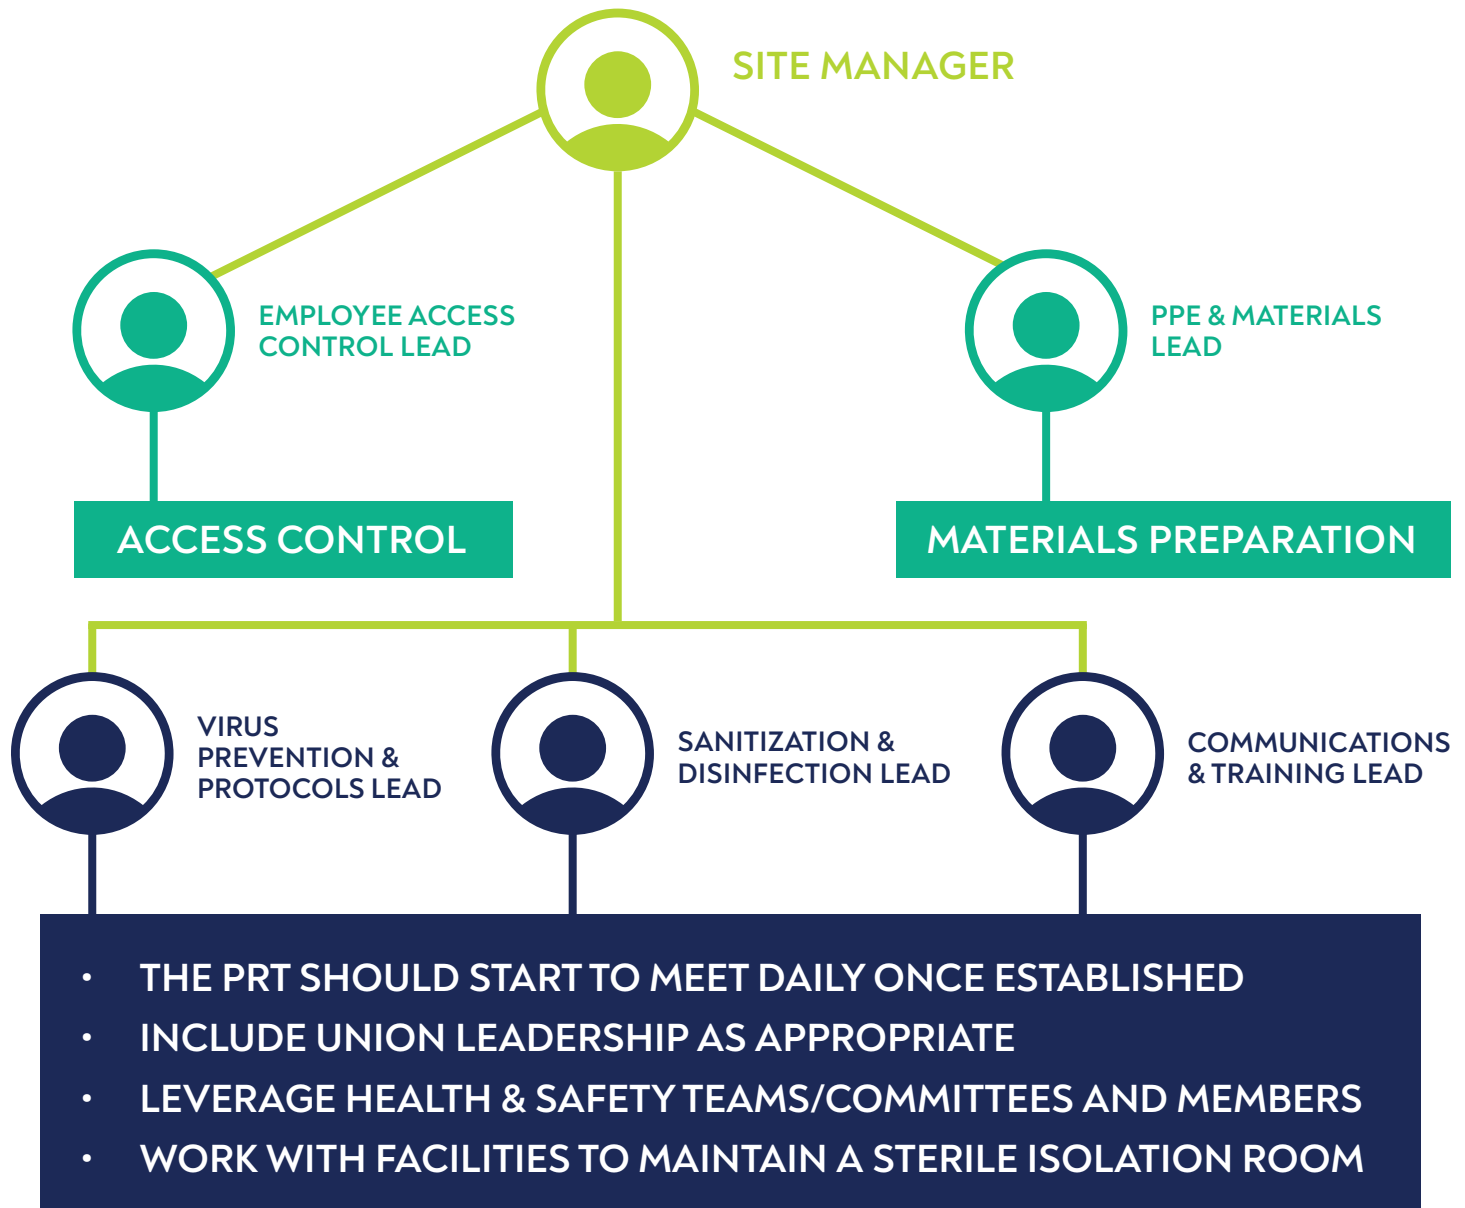 SITE MANAGER
EMPLOYEE ACCESS
CONTROL LEAD
PPE & MATERIALS
LEAD
ACCESS CONTROL
MATERIALS PREPARATION
VIRUS
PREVENTION &
PROTOCOLS LEAD
SANITIZATION &
DISINFECTION LEAD
COMMUNICATIONS
& TRAINING LEAD
• THE PRT SHOULD START TO MEET DAILY ONCE ESTABLISHED
• INCLUDE UNION LEADERSHIP AS APPROPRIATE
• LEVERAGE HEALTH & SAFETY TEAMS/COMMITTEES AND MEMBERS
• WORK WITH FACILITIES TO MAINTAIN A STERILE ISOLATION ROOM